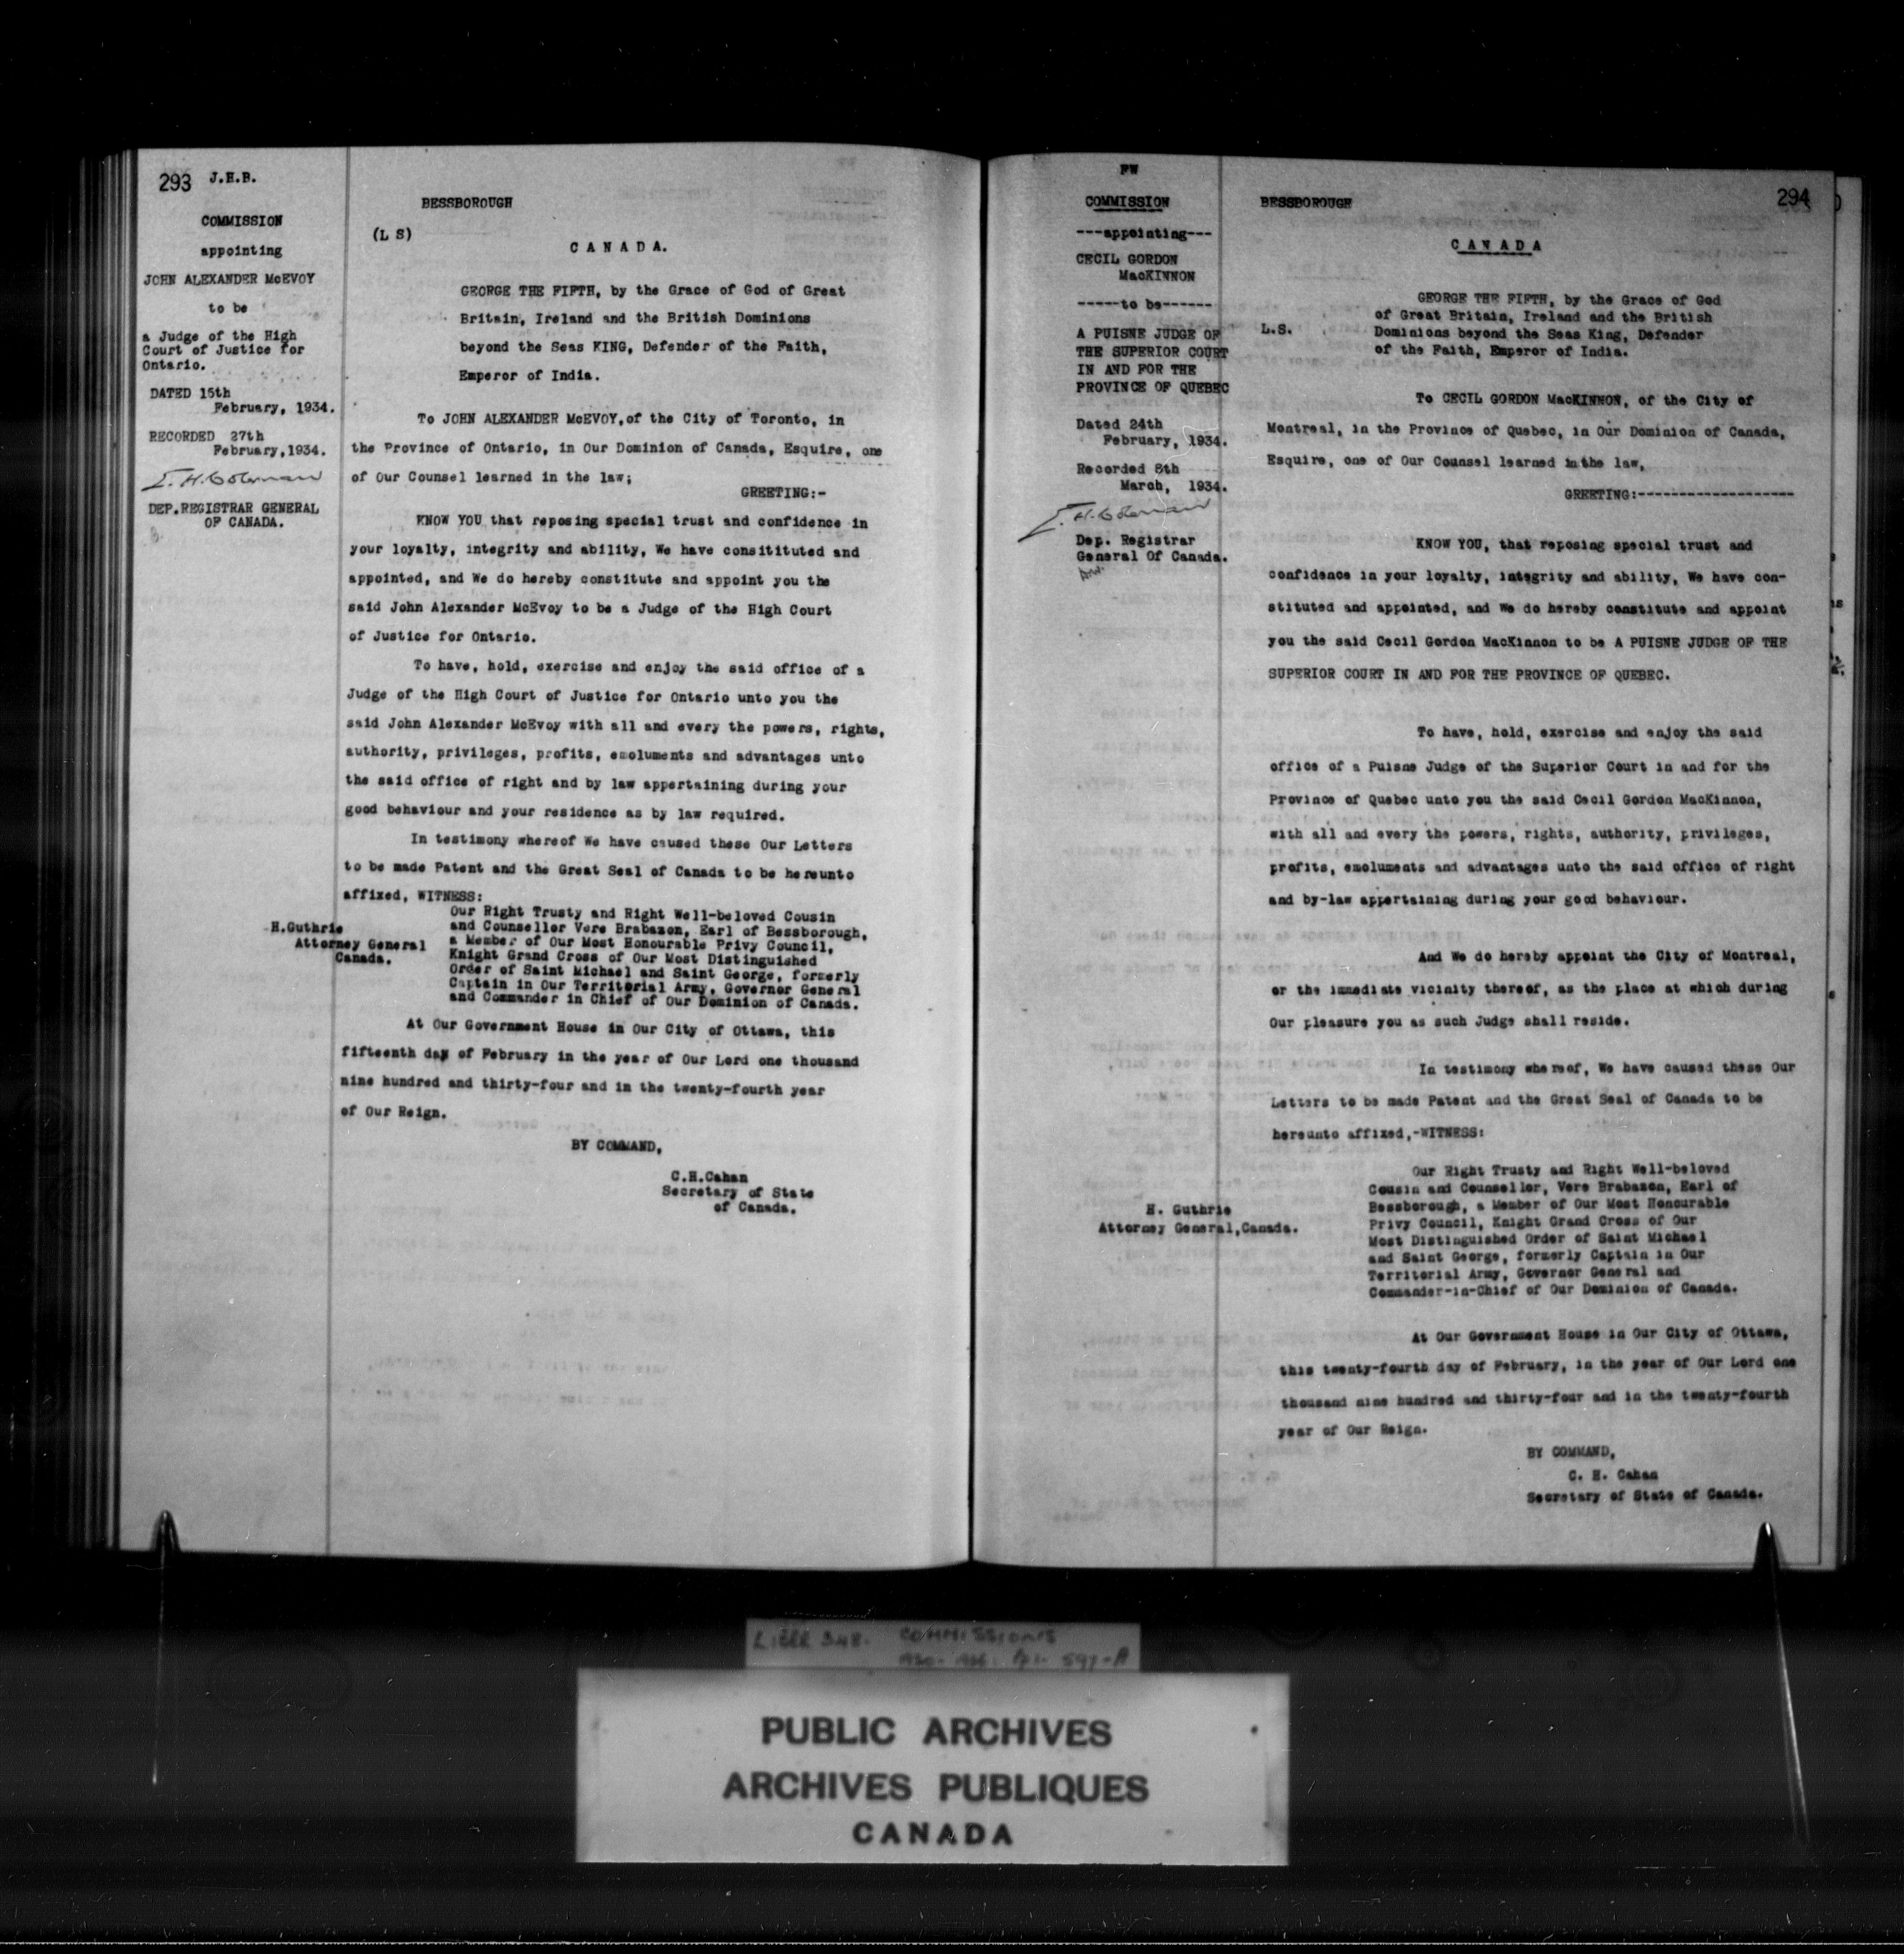 293 J.H.B.
COMMISSION
appointing
JOHN ALEXANDER McEVOY
to be
a Judge of the High
Court of Justice for
Ontario.
DATED 15th
February, 1934.
RECORDED 27th
February,1934.
E. H. Coleman
DEP.REGISTRAR GENERAL
OF CANADA.
BESSBOROUGH
(L S)
C A N A D A.
GEORGE THE FIFTH, by the Grace of God of Great
Britain, Ireland and the British Dominions
beyond the Seas KING, Defender of the Faith,
Emperor of India.
To JOHN ALEXANDER McEVOY,of the City of Toronto, in
the Province of Ontario, in Our Dominion of Canada, Esquire, one
of Our Counsel learned in the law;
GREETING:-
KNOW YOU that reposing special trust and confidence in
your loyalty, integrity and ability, We have consitituted and
appointed, and We do hereby constitute and appoint you the
said John Alexander McEvoy to be a Judge of the High Court
of Justice for Ontario.
To have, hold, exercise and enjoy the said office of a
Judge of the High Court of Justice for Ontario unto you the
said John Alexander McEvoy with all and every the powers, rights,
authority, privileges, profits, emoluments and advantages unto
the said office of right and by law appertaining during your
good behaviour and your residence as by law required.
In testimony whereof We have caused these Our Letters
to be made Patent and the Great Seal of Canada to be hereunto
affixed, WITNESS:
H.Guthrie
Attorney General
Canada.
Our Right Trusty and Right Well-beloved Cousin
and Counsellor Vere Brabazon, Earl of Bessborough,
a Member of Our Most Honourable Privy Council,
Knight Grand Cross of Our Most Distinguished
Order of Saint Michael and Saint George, formerly
Captain in Our Territorial Army, Governor General
and Commander in Chief of Our Dominion of Canada.
At Our Government House in Our City of Ottawa, this
fifteenth day of February in the year of Our Lord one thousand
nine hundred and thirty-four and in the twenty-fourth year
of Our Reign.
BY COMMAND,
C.H.Cahan
Secretary of State
of Canada.
FW
COMMISSION
---appointing---
CECIL GORDON
MacKINNON
-----to be------
A PUISNE JUDGE OF
THE SUPERIOR COURT
IN AND FOR THE
PROVINCE OF QUEBEC
Dated 24th
February, 1934.
Recorded 8th
March, 1934.
E. H. Coleman
Dep. Registrar
General Of Canada.
BESSBOROUGH
294
C A N A D A
L.S.
GEORGE THE FIFTH, by the Grace of God
of Great Britain, Ireland and the British
Dominions beyond the Seas King, Defender
of the Faith, Emperor of India.
To CECIL GORDON MacKINNON, of the City of
Montreal, in the Province of Quebec, in Our Dominion of Canada,
Esquire, one of Our Counsel learned in the law,
GREETING:--------------------
KNOW YOU, that reposing special trust and
confidence in your loyalty, integrity and ability, We have con-
stituted and appointed, and We do hereby constitute and appoint
you the said Cecil Gordon MacKinnon to be A PUISNE JUDGE OF THE
SUPERIOR COURT IN AND FOR THE PROVINCE OF QUEBEC.
To have, hold, exercise and enjoy the said
office of a Puisne Judge of the Superior Court in and for the
Province of Quebec unto you the said Cecil Gordon MacKinnon,
with all and every the powers, rights, authority, privileges,
profits, emoluments and advantages unto the said office of right
and by-law appertaining during your good behaviour.
And We do hereby appoint the City of Montreal,
or the immediate vicinity thereof, as the place at which during
Our pleasure you as such Judge shall reside.
In testimony whereof, We have caused these Our
Letters to be made Patent and the Great Seal of Canada to be
hereunto affixed,-WITNESS:
H. Guthrie
Attorney General,Canada.
Our Right Trusty and Right Well-beloved
Cousin and Counsellor, Vere Brabazon, Earl of
Bessborough, a Member of Our Most Honourable
Privy Council, Knight Grand Cross of Our
Most Distinguished Order of Saint Michael
and Saint George, formerly Captain in Our
Territorial Army, Governor General and
Commander-in-Chief of Our Dominion of Canada.
At Our Government House in Our City of Ottawa,
this twenty-fourth day of February, in the year of Our Lord one
thousand nine hundred and thirty-four and in the twenty-fourth
year of Our Reign.
BY COMMAND,
C. H. Cahan
Secretary of State of Canada.
LIBER 348. COMMISSIONS
597-A
PUBLIC ARCHIVES
ARCHIVES PUBLIQUES
CANADA